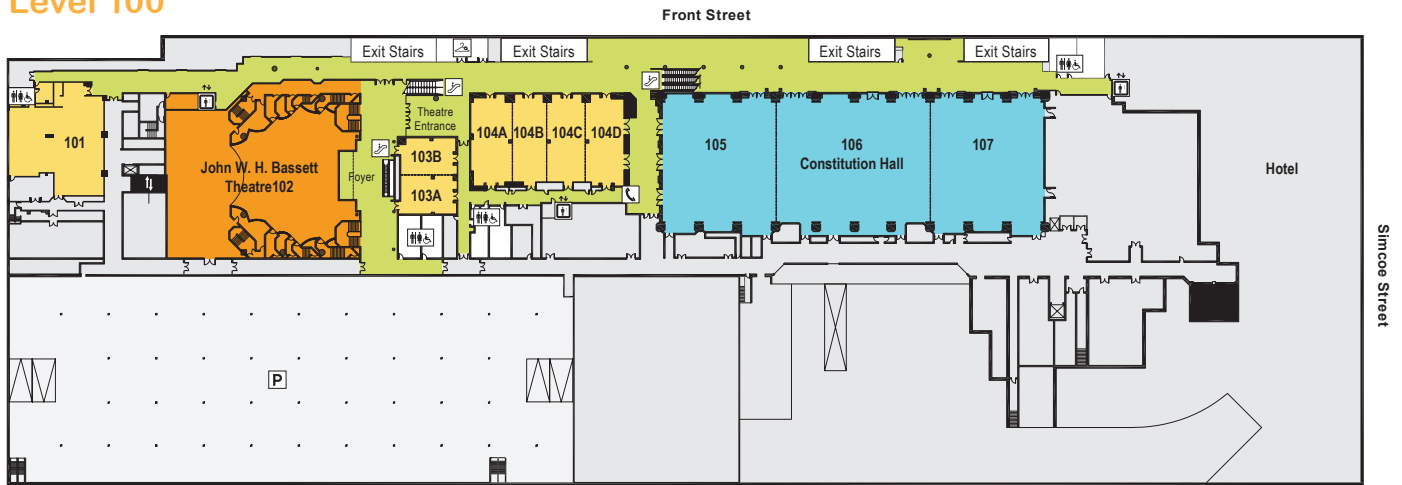 Level 100
Front Street
Exit Stairs
Exit Stairs
Exit Stairs
Exit Stairs
Theatre
Entrance
101
104A
104B
104C
104D
105
106
Constitution Hall
107
John W. H. Bassett
Theatre102
Foyer
103B
103A
Hotel
Simcoe Street
P